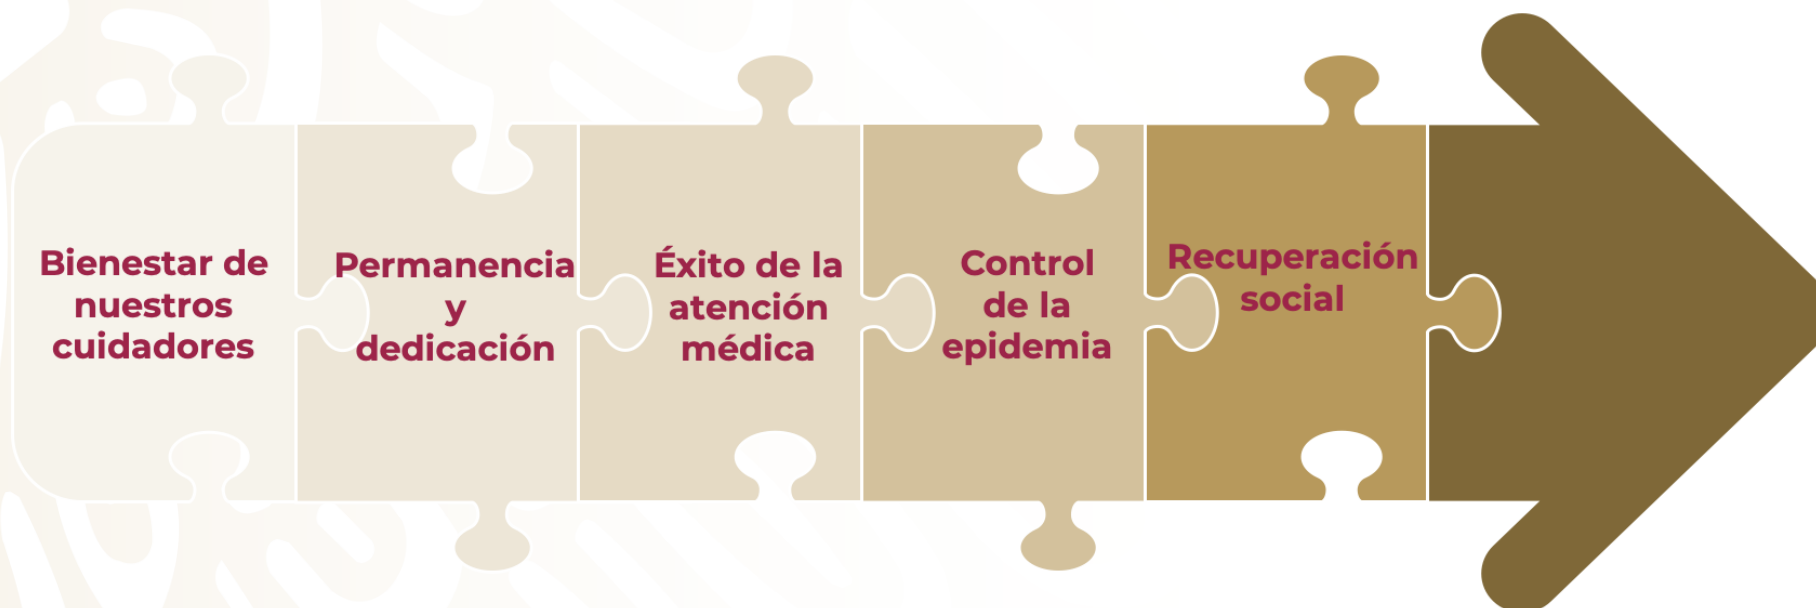 Bienestar de
nuestros
cuidadores
Permanencia
y
dedicación
Éxito de la
atención
médica
Control
de la
epidemia
Recuperación
social